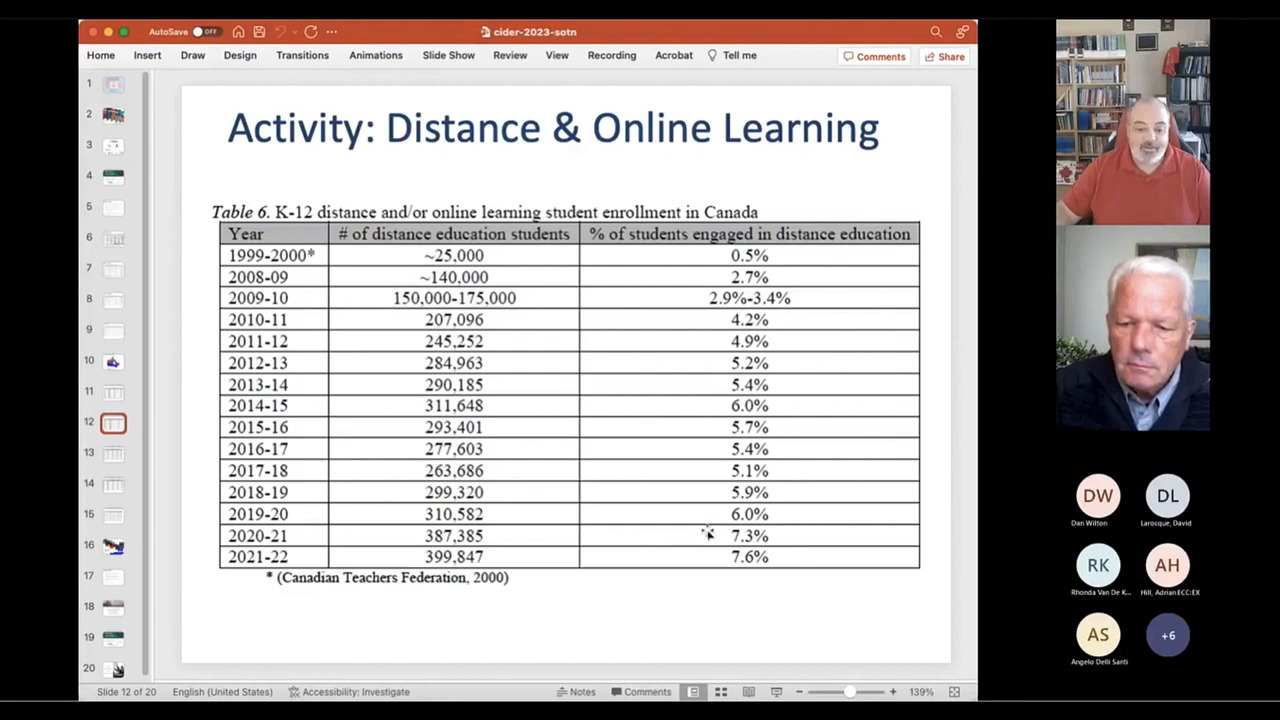 AutoSave OFF
cider-2023-sotn
Home Insert Draw Design Transitions Animations Slide Show Review View Recording Acrobat Tell me
Comments Share
1
2
3
4
5
6
7
8
9
10
11
12
13
14
15
16
17
18
19
20
Activity: Distance & Online Learning
Table 6. K-12 distance and/or online learning student enrollment in Canada
Year # of distance education students % of students engaged in distance education
1999-2000* ~25,000 0.5%
2008-09 ~140,000 2.7%
2009-10 150,000-175,000 2.9%-3.4%
2010-11 207,096 4.2%
2011-12 245,252 4.9%
2012-13 284,963 5.2%
2013-14 290,185 5.4%
2014-15 311,648 6.0%
2015-16 293,401 5.7%
2016-17 277,603 5.4%
2017-18 263,686 5.1%
2018-19 299,320 5.9%
2019-20 310,582 6.0%
2020-21 387,385 7.3%
2021-22 399,847 7.6%
* (Canadian Teachers Federation, 2000)
Slide 12 of 20 English (United States) Accessibility: Investigate Notes Comments 139%
DW DL
Dan Wilton Larocque, David
RK AH
Rhonda Van De K... Hill, Adrian ECC:EX
AS +6
Angelo Delli Santi